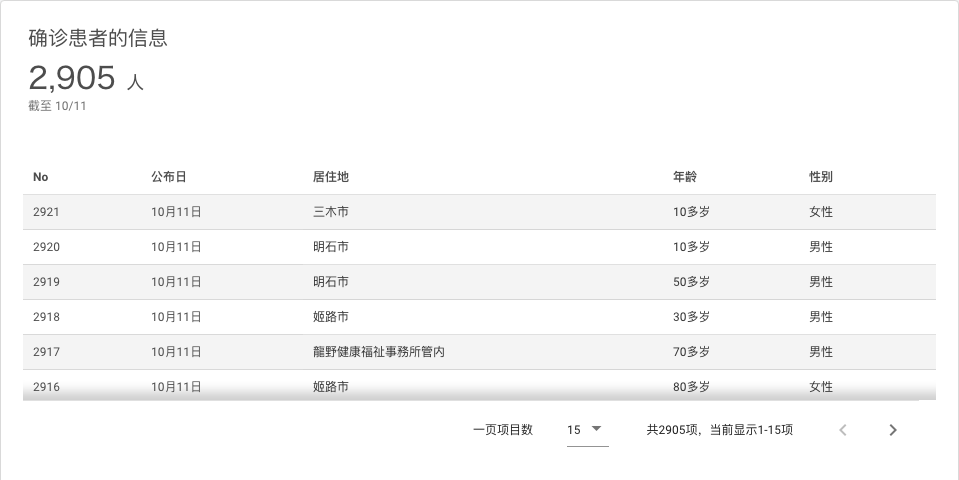 确诊患者的信息
2,905 人
截至 10/11
No 公布日 居住地 年龄 性别
2921 10月11日 三木市 10多岁 女性
2920 10月11日 明石市 10多岁 男性
2919 10月11日 明石市 50多岁 男性
2918 10月11日 姬路市 30多岁 男性
2917 10月11日 龍野健康福祉事務所管内 70多岁 男性
2916 10月11日 姬路市 80多岁 女性
一页项目数 15 共2905项，当前显示1-15项